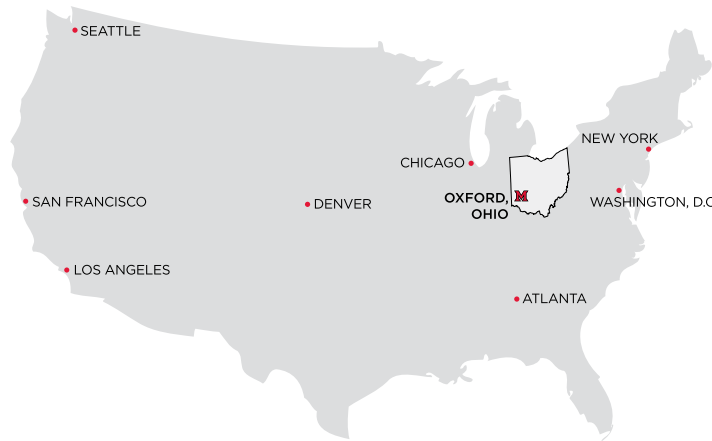 SEATTLE
NEW YORK
CHICAGO
OXFORD,
OHIO
M
SAN FRANCISCO
DENVER
WASHINGTON, D.C
LOS ANGELES
ATLANTA